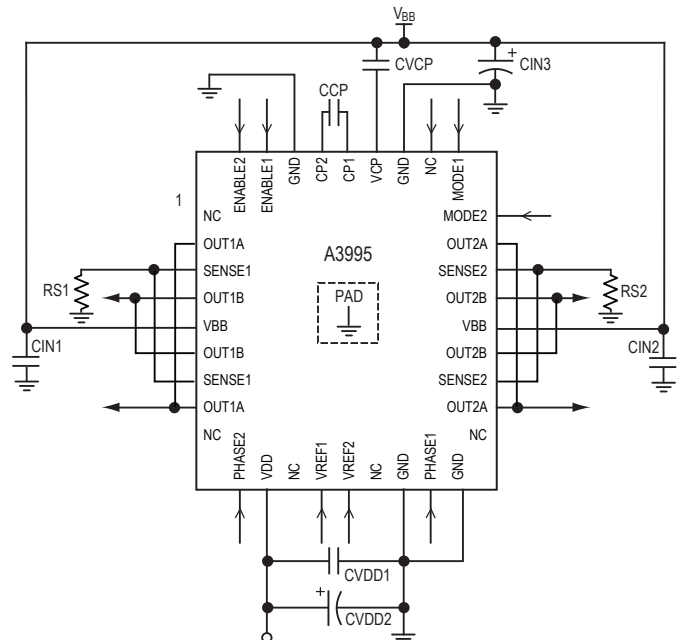 VBB
CVCP
CIN3
CCP
ENABLE2
ENABLE1
GND
CP2
CP1
VCP
GND
NC
MODE1
1
NC
MODE2
OUT1A
A3995
OUT2A
SENSE1
SENSE2
RS1
OUT1B
PAD
OUT2B
RS2
VBB
VBB
CIN1
OUT1B
OUT2B
CIN2
SENSE1
SENSE2
OUT1A
OUT2A
NC
NC
PHASE2
VDD
NC
VREF1
VREF2
NC
GND
PHASE1
GND
CVDD1
+
CVDD2
+